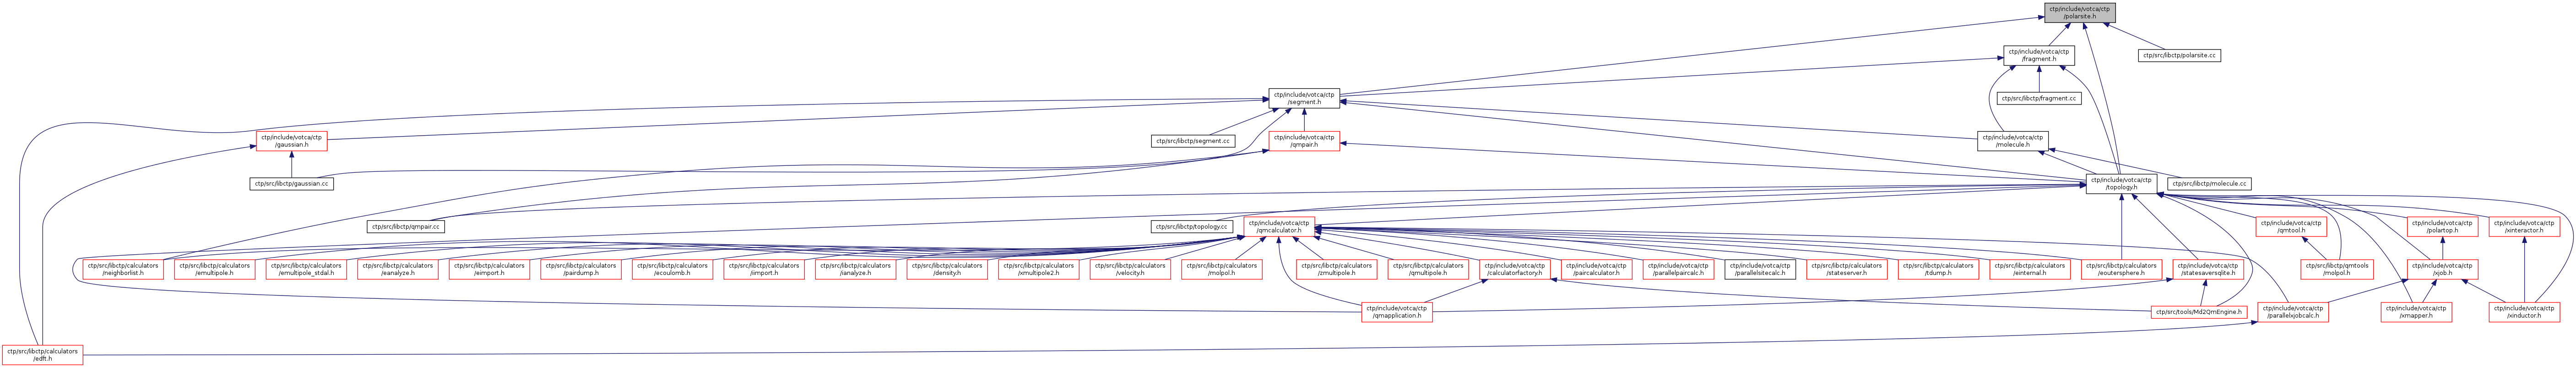 ctp/include/votca/ctp
/polarsite.h
ctp/include/votca/ctp
/fragment.h
ctp/src/libctp/polarsite.cc
ctp/include/votca/ctp
/segment.h
ctp/src/libctp/fragment.cc
ctp/include/votca/ctp
/gaussian.h
ctp/src/libctp/segment.cc
ctp/include/votca/ctp
/qmpair.h
ctp/include/votca/ctp
/molecule.h
ctp/src/libctp/gaussian.cc
ctp/include/votca/ctp
/topology.h
ctp/src/libctp/molecule.cc
ctp/src/libctp/qmpair.cc
ctp/src/libctp/topology.cc
ctp/include/votca/ctp
/qmcalculator.h
ctp/include/votca/ctp
/qmtool.h
ctp/include/votca/ctp
/polartop.h
ctp/include/votca/ctp
/xinteractor.h
ctp/src/libctp/calculators
/neighborlist.h
ctp/src/libctp/calculators
/emultipole.h
ctp/src/libctp/calculators
/emultipole_stdal.h
ctp/src/libctp/calculators
/eanalyze.h
ctp/src/libctp/calculators
/eimport.h
ctp/src/libctp/calculators
/pairdump.h
ctp/src/libctp/calculators
/ecoulomb.h
ctp/src/libctp/calculators
/iimport.h
ctp/src/libctp/calculators
/ianalyze.h
ctp/src/libctp/calculators
/density.h
ctp/src/libctp/calculators
/xmultipole2.h
ctp/src/libctp/calculators
/velocity.h
ctp/src/libctp/calculators
/molpol.h
ctp/src/libctp/calculators
/zmultipole.h
ctp/src/libctp/calculators
/qmultipole.h
ctp/include/votca/ctp
/calculatorfactory.h
ctp/include/votca/ctp
/paircalculator.h
ctp/include/votca/ctp
/parallelpaircalc.h
ctp/include/votca/ctp
/parallelsitecalc.h
ctp/src/libctp/calculators
/stateserver.h
ctp/src/libctp/calculators
/tdump.h
ctp/src/libctp/calculators
/einternal.h
ctp/src/libctp/calculators
/eoutersphere.h
ctp/include/votca/ctp
/statesaversqlite.h
ctp/src/libctp/qmtools
/molpol.h
ctp/include/votca/ctp
/xjob.h
ctp/include/votca/ctp
/qmapplication.h
ctp/src/tools/Md2QmEngine.h
ctp/include/votca/ctp
/parallelxjobcalc.h
ctp/include/votca/ctp
/xmapper.h
ctp/include/votca/ctp
/xinductor.h
ctp/src/libctp/calculators
/edft.h